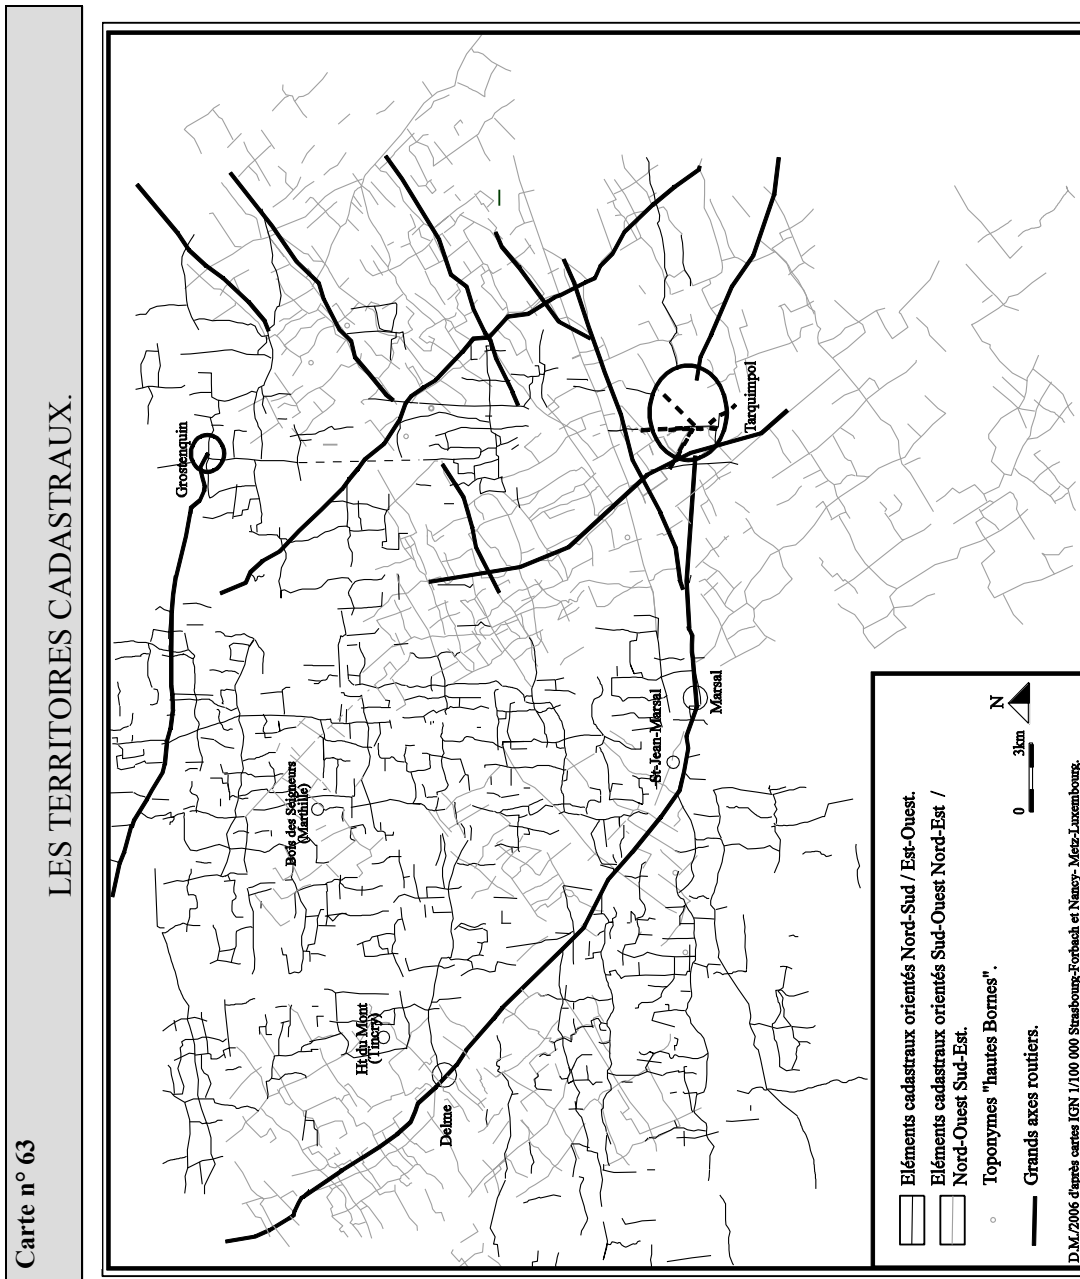 Carte n° 63
LES TERRITOIRES CADASTRAUX.
Grostenquin
Tarquimpol
Marsal
St-Jean-Marsal
Bois des Seigneurs
(Marthille)
Ht du Mont
(Tincry)
Delme
Eléments cadastraux orientés Nord-Sud / Est-Ouest.
Eléments cadastraux orientés Sud-Ouest Nord-Est /
Nord-Ouest Sud-Est.
Toponymes "hautes Bornes".
Grands axes routiers.
0 3km
N
D.M./2006 d'après cartes IGN 1/100 000 Strasbourg-Forbach et Nancy- Metz-Luxembourg.